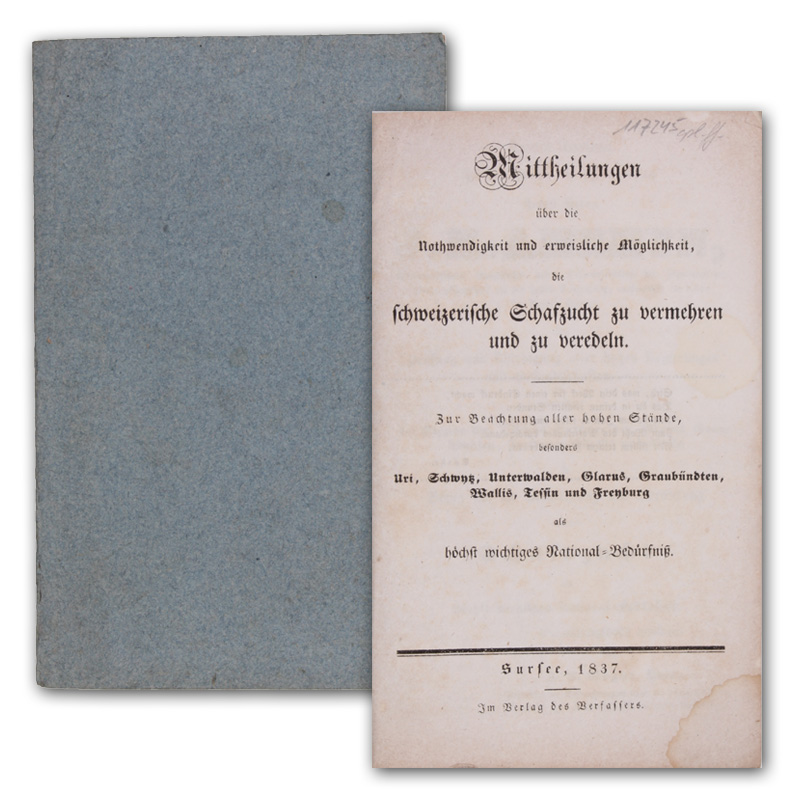 117245
Mittheilungen
über die
Nothwendigkeit und erweisliche Möglichkeit,
die
schweizerische Schafzucht zu vermehren
und zu veredeln.
Zur Beachtung aller hohen Stände,
besonders
Uri, Schwytz, Unterwalden, Glarus, Graubündten,
Wallis, Tessin und Freyburg
als
höchst wichtiges National=Bedürfniß.
Sursee, 1837.
Im Verlag des Verfassers.